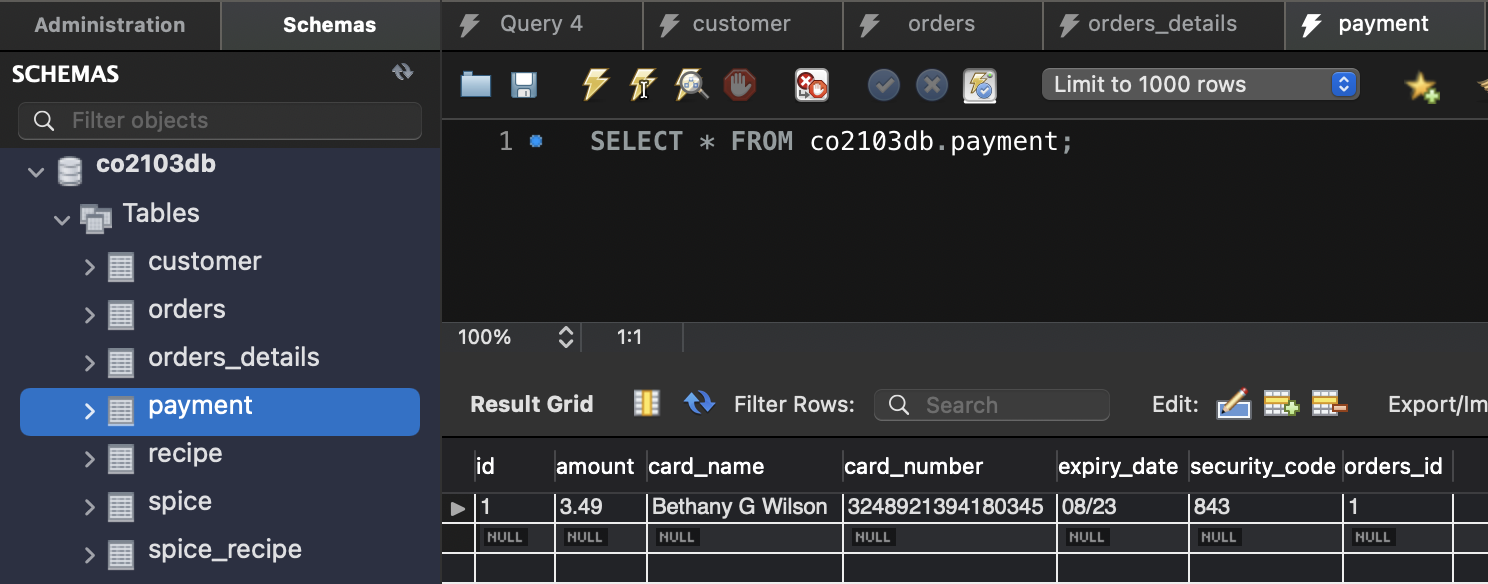 Administration Schemas Query 4 customer orders orders_details payment
SCHEMAS
Limit to 1000 rows
Filter objects
1 SELECT * FROM co2103db.payment;
co2103db
Tables
customer
orders
100% 1:1
orders_details
payment
Result Grid Filter Rows: Search Edit: Export/Im
recipe
id amount card_name card_number expiry_date security_code orders_id
spice
1 3.49 Bethany G Wilson 3248921394180345 08/23 843 1
NULL NULL NULL NULL NULL NULL NULL
spice_recipe